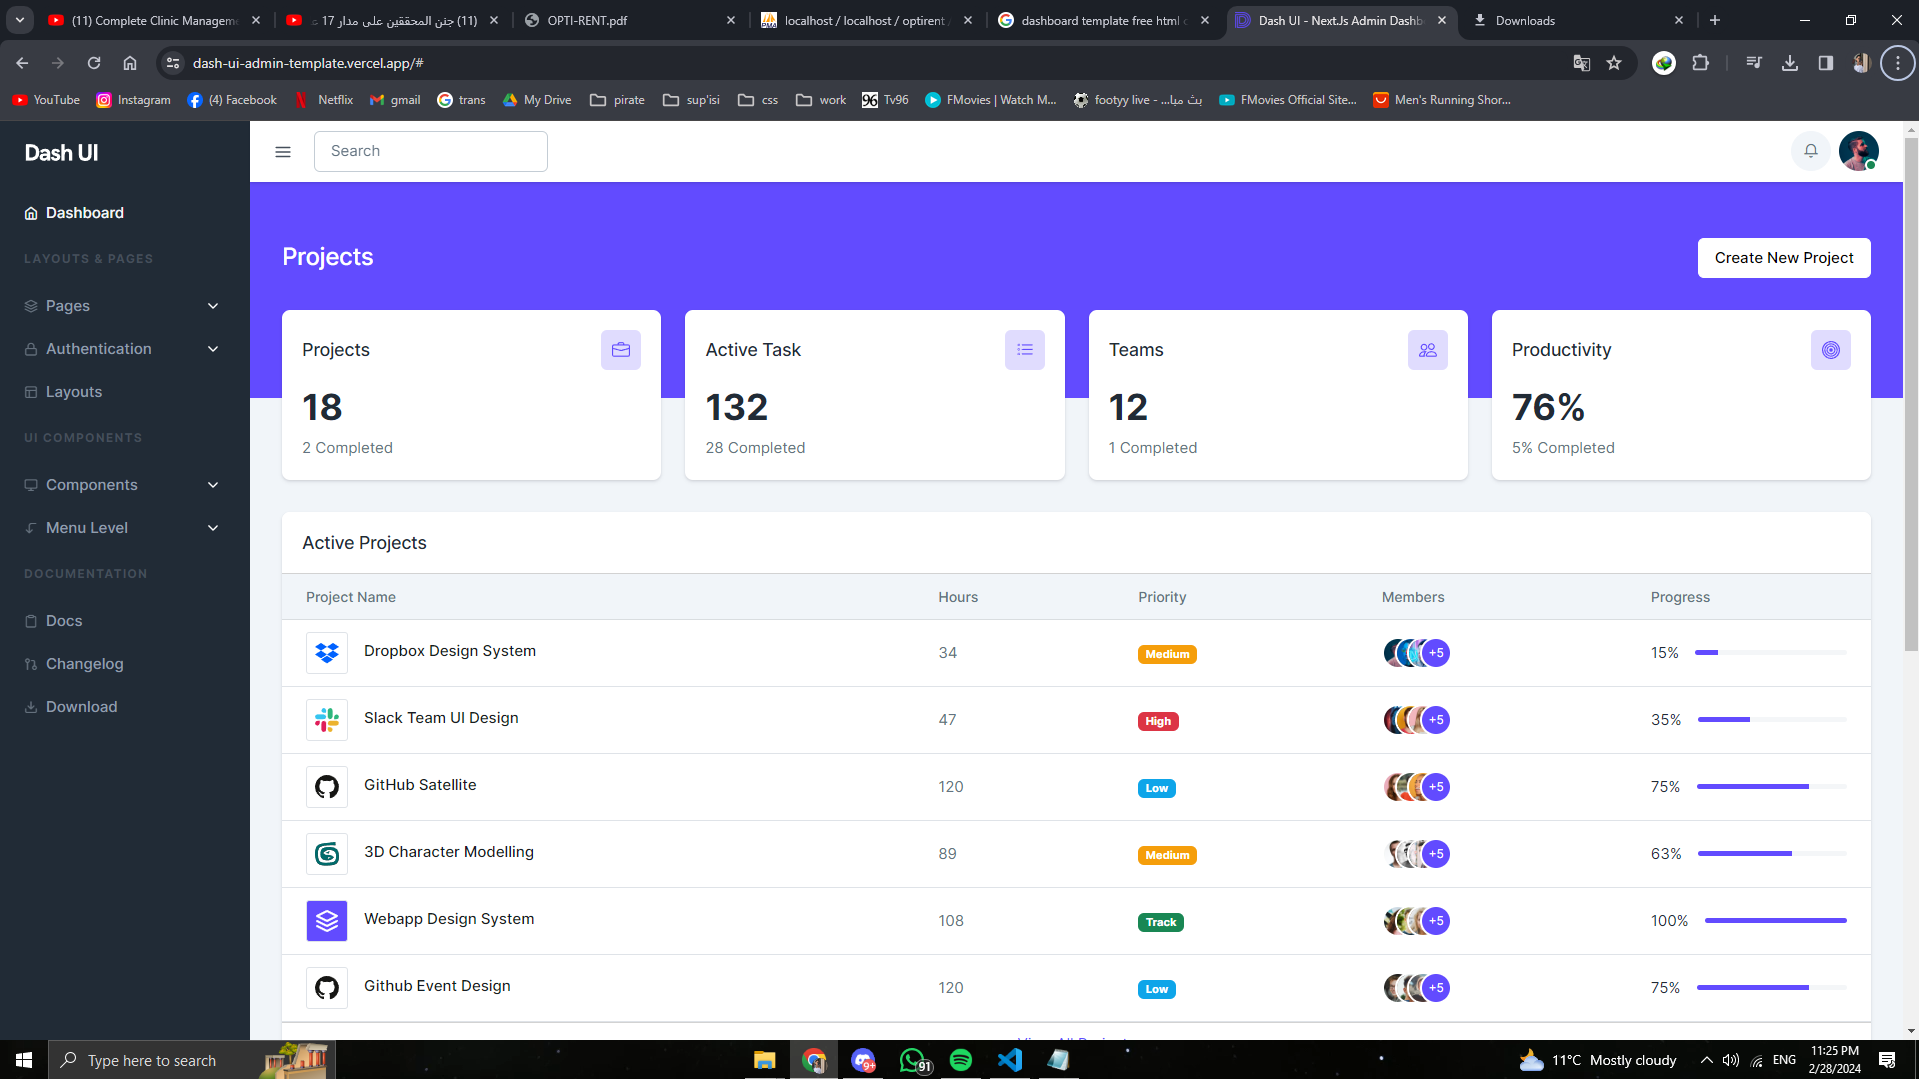 (11) Complete Clinic Manageme
(11) جنن المحققين على مدار 17 ع
OPTI-RENT.pdf
localhost / localhost / optirent /
dashboard template free html c
Dash UI - Next.Js Admin Dashb
Downloads
dash-ui-admin-template.vercel.app/#
YouTube
Instagram
(4) Facebook
Netflix
gmail
trans
My Drive
pirate
sup'isi
css
work
96 Tv96
FMovies | Watch M...
footyy live - ...بث مبا
FMovies Official Site...
Men's Running Shor...
Dash UI
Search
Dashboard
LAYOUTS & PAGES
Pages
Authentication
Layouts
UI COMPONENTS
Components
Menu Level
DOCUMENTATION
Docs
Changelog
Download
Projects
Create New Project
Projects
18
2 Completed
Active Task
132
28 Completed
Teams
12
1 Completed
Productivity
76%
5% Completed
Active Projects
Project Name Hours Priority Members Progress
Dropbox Design System 34 Medium +5 15%
Slack Team UI Design 47 High +5 35%
GitHub Satellite 120 Low +5 75%
3D Character Modelling 89 Medium +5 63%
Webapp Design System 108 Track +5 100%
Github Event Design 120 Low +5 75%
Type here to search
9+
91
11°C Mostly cloudy
ENG
11:25 PM
2/28/2024